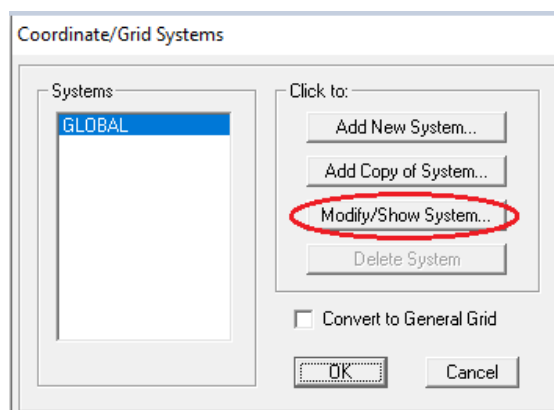 Coordinate/Grid Systems
Systems
GLOBAL
Click to:
Add New System...
Add Copy of System...
Modify/Show System...
Delete System
Convert to General Grid
OK
Cancel